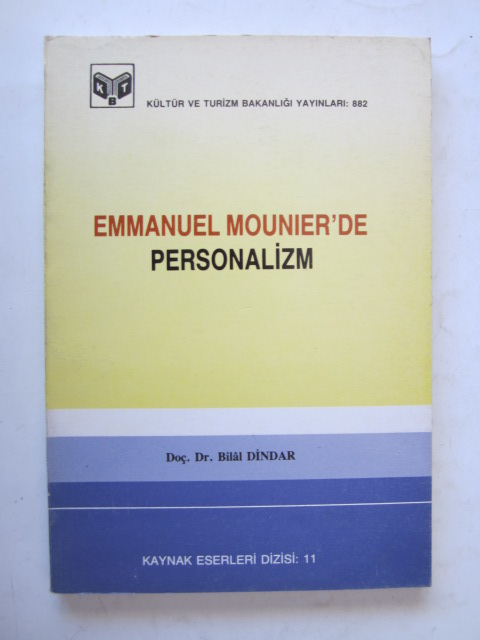 K B T
KÜLTÜR VE TURİZM BAKANLIĞI YAYINLARI: 882
EMMANUEL MOUNIER'DE
PERSONALİZM
Doç. Dr. Bilâl DİNDAR
KAYNAK ESERLERİ DİZİSİ: 11